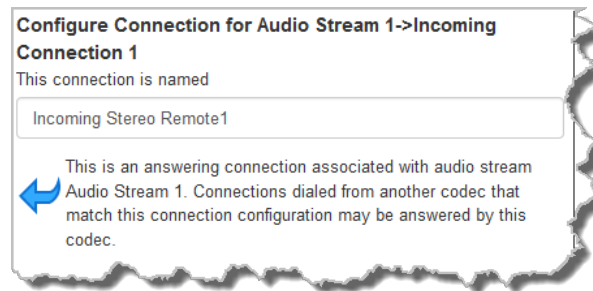 Configure Connection for Audio Stream 1->Incoming
Connection 1
This connection is named
Incoming Stereo Remote1
This is an answering connection associated with audio stream
Audio Stream 1. Connections dialed from another codec that
match this connection configuration may be answered by this
codec.